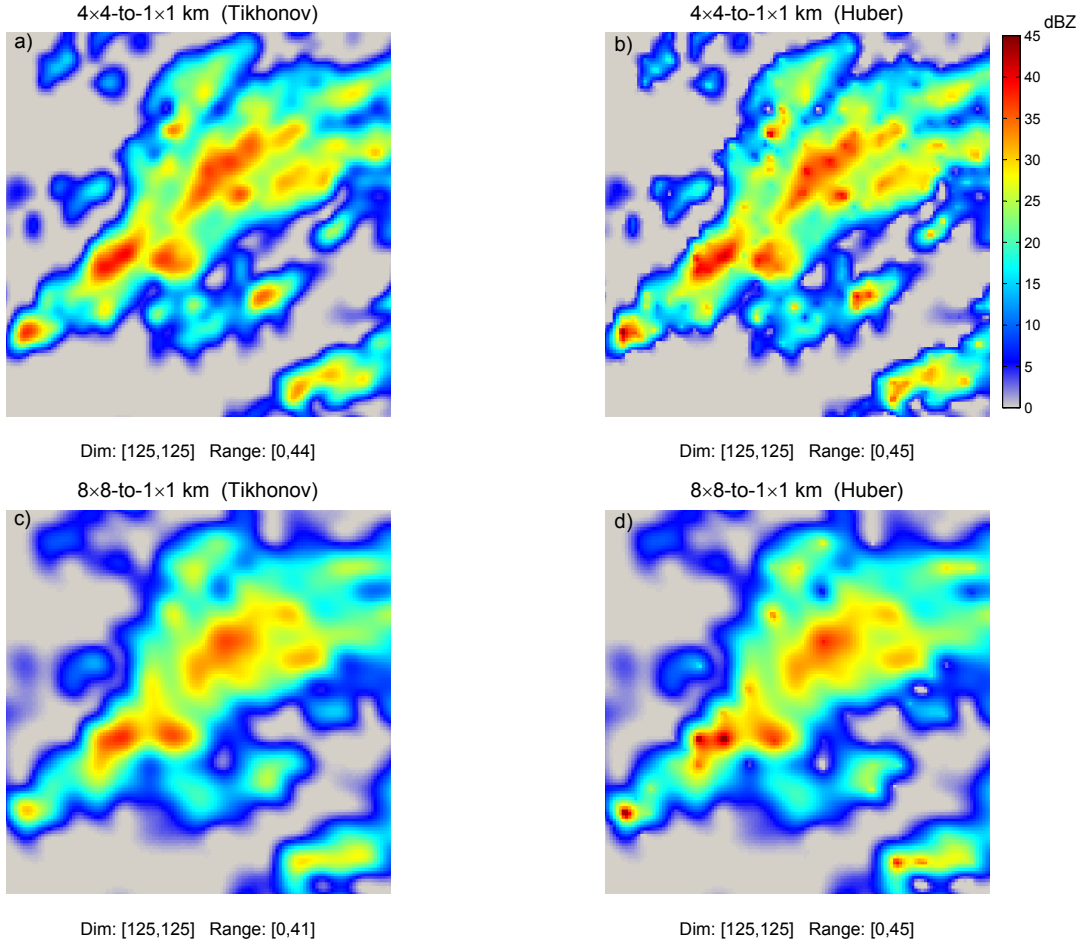 4×4-to-1×1 km (Tikhonov)
4×4-to-1×1 km (Huber)
dBZ
a)
b)
45
40
35
30
25
20
15
10
5
0
Dim: [125,125] Range: [0,44]
Dim: [125,125] Range: [0,45]
8×8-to-1×1 km (Tikhonov)
8×8-to-1×1 km (Huber)
c)
d)
Dim: [125,125] Range: [0,41]
Dim: [125,125] Range: [0,45]